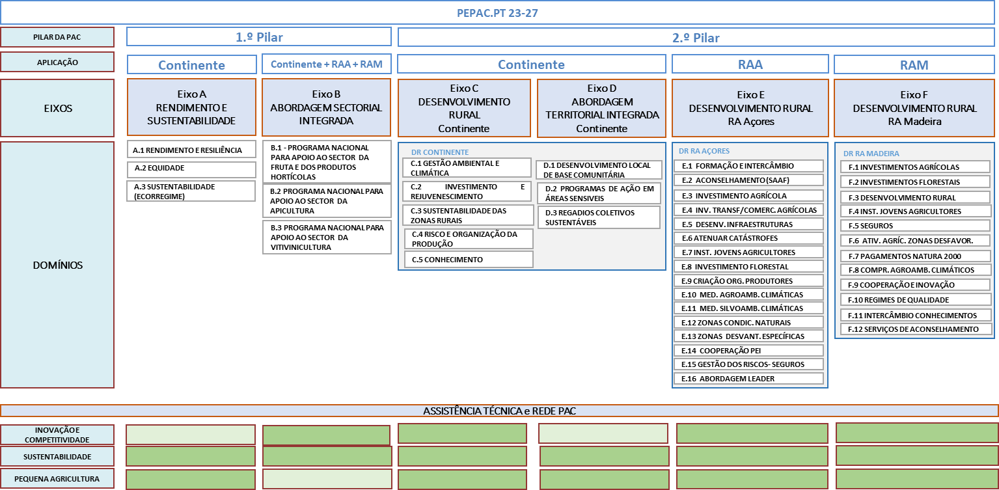 PEPAC.PT 23-27
PILAR DA PAC
1.º Pilar
2.º Pilar
APLICAÇÃO
Continente
Continente + RAA + RAM
Continente
RAA
RAM
EIXOS
Eixo A
RENDIMENTO E
SUSTENTABILIDADE
Eixo B
ABORDAGEM SECTORIAL
INTEGRADA
Eixo C
DESENVOLVIMENTO
RURAL
Continente
Eixo D
ABORDAGEM
TERRITORIAL INTEGRADA
Continente
Eixo E
DESENVOLVIMENTO RURAL
RA Açores
Eixo F
DESENVOLVIMENTO RURAL
RA Madeira
DOMÍNIOS
A.1 RENDIMENTO E RESILIÊNCIA
A.2 EQUIDADE
A.3 SUSTENTABILIDADE
(ECORREGIME)
B.1 - PROGRAMA NACIONAL
PARA APOIO AO SECTOR DA
FRUTA E DOS PRODUTOS
HORTÍCOLAS
B.2 PROGRAMA NACIONAL PARA
APOIO AO SECTOR DA
APICULTURA
B.3 PROGRAMA NACIONAL PARA
APOIO AO SECTOR DA
VITIVINICULTURA
DR CONTINENTE
C.1 GESTÃO AMBIENTAL E
CLIMÁTICA
C.2 INVESTIMENTO E
REJUVENESCIMENTO
C.3 SUSTENTABILIDADE DAS
ZONAS RURAIS
C.4 RISCO E ORGANIZAÇÃO DA
PRODUÇÃO
C.5 CONHECIMENTO
D.1 DESENVOLVIMENTO LOCAL
DE BASE COMUNITÁRIA
D.2 PROGRAMAS DE AÇÃO EM
ÁREAS SENSIVEIS
D.3 REGADIOS COLETIVOS
SUSTENTÁVEIS
DR RA AÇORES
E.1 FORMAÇÃO E INTERCÂMBIO
E.2 ACONSELHAMENTO (SAAF)
E.3 INVESTIMENTO AGRÍCOLA
E.4 INV. TRANSF/COMERC. AGRÍCOLAS
E.5 DESENV. INFRAESTRUTURAS
E.6 ATENUAR CATÁSTROFES
E.7 INST. JOVENS AGRICULTORES
E.8 INVESTIMENTO FLORESTAL
E.9 CRIAÇÃO ORG. PRODUTORES
E.10 MED. AGROAMB. CLIMÁTICAS
E.11 MED. SILVOAMB. CLIMÁTICAS
E.12 ZONAS CONDIC. NATURAIS
E.13 ZONAS DESVANT. ESPECÍFICAS
E.14 COOPERAÇÃO PEI
E.15 GESTÃO DOS RISCOS- SEGUROS
E.16 ABORDAGEM LEADER
DR RA MADEIRA
F.1 INVESTIMENTOS AGRÍCOLAS
F.2 INVESTIMENTOS FLORESTAIS
F.3 DESENVOLVIMENTO RURAL
F.4 INST. JOVENS AGRICULTORES
F.5 SEGUROS
F.6 ATIV. AGRÍC. ZONAS DESFAVOR.
F.7 PAGAMENTOS NATURA 2000
F.8 COMPR. AGROAMB. CLIMÁTICOS
F.9 COOPERAÇÃO E INOVAÇÃO
F.10 REGIMES DE QUALIDADE
F.11 INTERCÂMBIO CONHECIMENTOS
F.12 SERVIÇOS DE ACONSELHAMENTO
ASSISTÊNCIA TÉCNICA e REDE PAC
INOVAÇÃO E
COMPETITIVIDADE
SUSTENTABILIDADE
PEQUENA AGRICULTURA